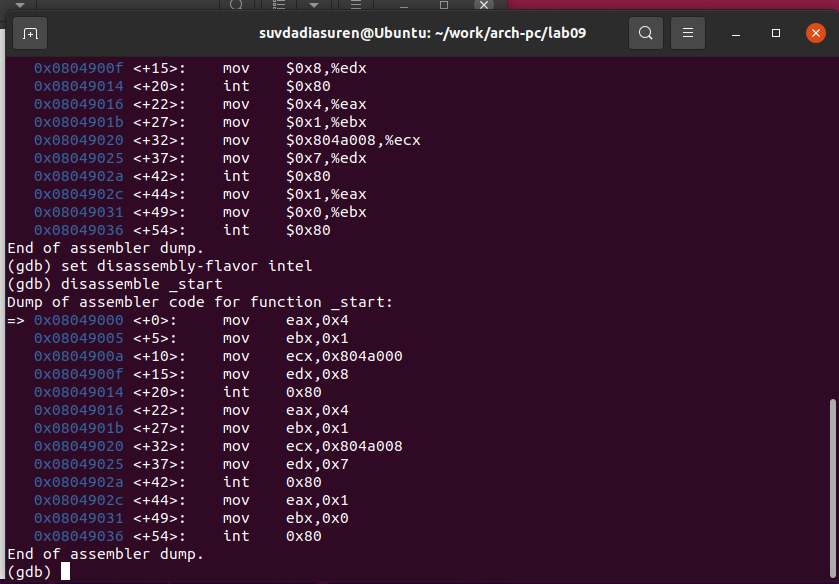 suvdadiasuren@Ubuntu: ~/work/arch-pc/lab09
0x0804900f <+15>: mov $0x8,%edx
0x08049014 <+20>: int $0x80
0x08049016 <+22>: mov $0x4,%eax
0x0804901b <+27>: mov $0x1,%ebx
0x08049020 <+32>: mov $0x804a008,%ecx
0x08049025 <+37>: mov $0x7,%edx
0x0804902a <+42>: int $0x80
0x0804902c <+44>: mov $0x1,%eax
0x08049031 <+49>: mov $0x0,%ebx
0x08049036 <+54>: int $0x80
End of assembler dump.
(gdb) set disassembly-flavor intel
(gdb) disassemble _start
Dump of assembler code for function _start:
=> 0x08049000 <+0>: mov eax,0x4
0x08049005 <+5>: mov ebx,0x1
0x0804900a <+10>: mov ecx,0x804a000
0x0804900f <+15>: mov edx,0x8
0x08049014 <+20>: int 0x80
0x08049016 <+22>: mov eax,0x4
0x0804901b <+27>: mov ebx,0x1
0x08049020 <+32>: mov ecx,0x804a008
0x08049025 <+37>: mov edx,0x7
0x0804902a <+42>: int 0x80
0x0804902c <+44>: mov eax,0x1
0x08049031 <+49>: mov ebx,0x0
0x08049036 <+54>: int 0x80
End of assembler dump.
(gdb)